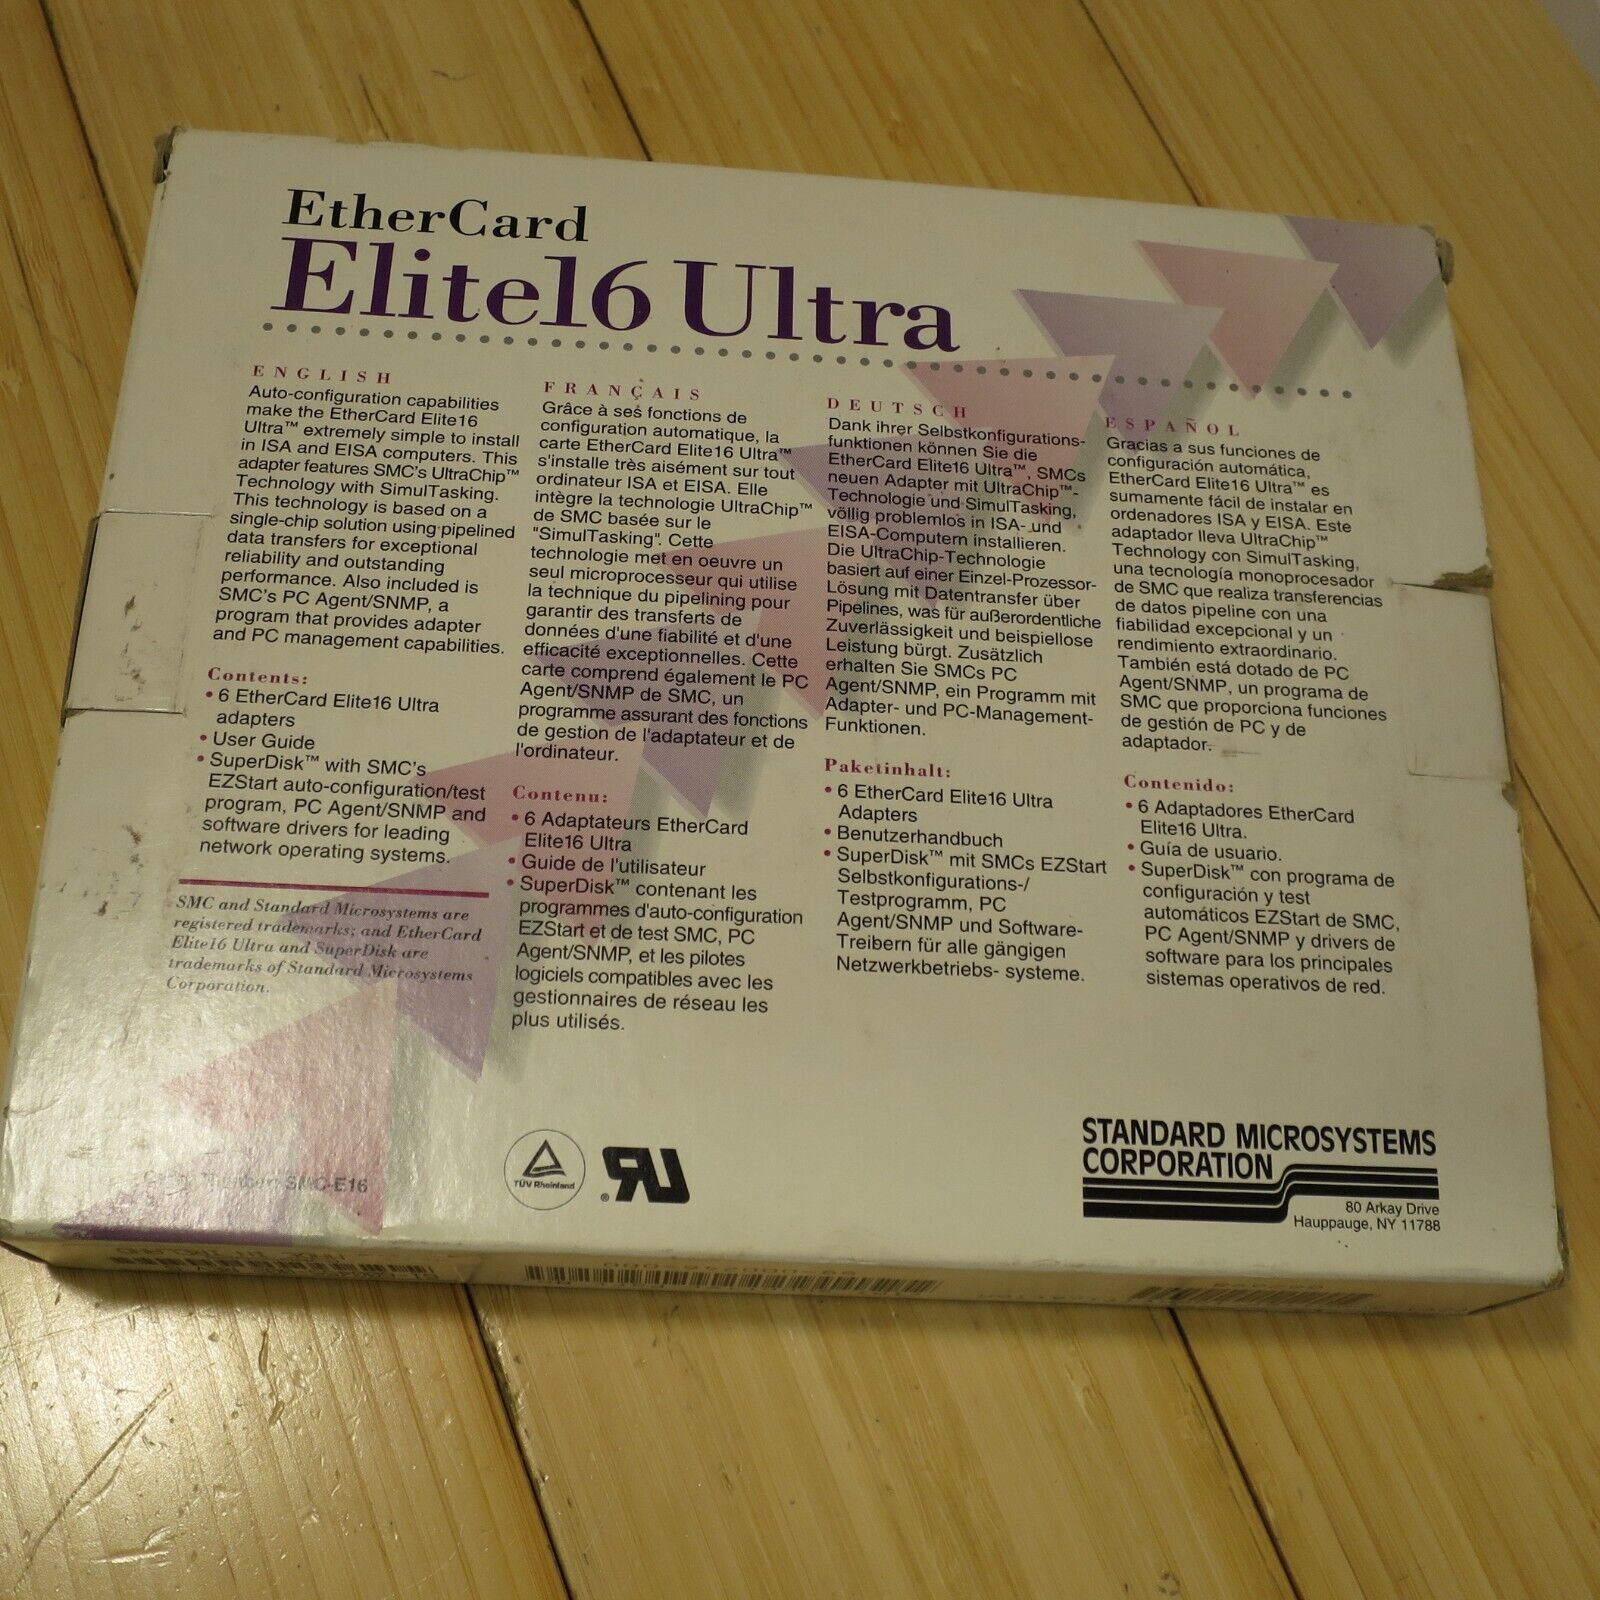 EtherCard
Elite16 Ultra
ENGLISH
Auto-configuration capabilities
make the EtherCard Elite16
Ultra™ extremely simple to install
in ISA and EISA computers. This
adapter features SMC's UltraChip™
Technology with SimulTasking.
This technology is based on a
single-chip solution using pipelined
data transfers for exceptional
reliability and outstanding
performance. Also included is
SMC's PC Agent/SNMP, a
program that provides adapter
and PC management capabilities.
Contents:
• 6 EtherCard Elite16 Ultra
adapters
• User Guide
• SuperDisk™ with SMC's
EZStart auto-configuration/test
program, PC Agent/SNMP and
software drivers for leading
network operating systems.
SMC and Standard Microsystems are
registered trademarks; and EtherCard
Elite16 Ultra and SuperDisk are
trademarks of Standard Microsystems
Corporation.
FRANÇAIS
Grâce à ses fonctions de
configuration automatique, la
carte EtherCard Elite16 Ultra™
s'installe très aisément sur tout
ordinateur ISA et EISA. Elle
intègre la technologie UltraChip™
de SMC basée sur le
"SimulTasking". Cette
technologie met en oeuvre un
seul microprocesseur qui utilise
la technique du pipelining pour
garantir des transferts de
données d'une fiabilité et d'une
efficacité exceptionnelles. Cette
carte comprend également le PC
Agent/SNMP de SMC, un
programme assurant des fonctions
de gestion de l'adaptateur et de
l'ordinateur.
Contenu:
• 6 Adaptateurs EtherCard
Elite16 Ultra
• Guide de l'utilisateur
• SuperDisk™ contenant les
programmes d'auto-configuration
EZStart et de test SMC, PC
Agent/SNMP, et les pilotes
logiciels compatibles avec les
gestionnaires de réseau les
plus utilisés.
DEUTSCH
Dank ihrer Selbstkonfigurations-
funktionen können Sie die
EtherCard Elite16 Ultra™, SMCs
neuen Adapter mit UltraChip™-
Technologie und SimulTasking,
völlig problemlos in ISA- und
EISA-Computern installieren.
Die UltraChip-Technologie
basiert auf einer Einzel-Prozessor-
Lösung mit Datentransfer über
Pipelines, was für außerordentliche
Zuverlässigkeit und beispiellose
Leistung bürgt. Zusätzlich
erhalten Sie SMCs PC
Agent/SNMP, ein Programm mit
Adapter- und PC-Management-
Funktionen.
Paketinhalt:
• 6 EtherCard Elite16 Ultra
Adapters
• Benutzerhandbuch
• SuperDisk™ mit SMCs EZStart
Selbstkonfigurations-/
Testprogramm, PC
Agent/SNMP und Software-
Treibern für alle gängigen
Netzwerkbetriebs- systeme.
ESPAÑOL
Gracias a sus funciones de
configuración automática,
EtherCard Elite16 Ultra™ es
sumamente fácil de instalar en
ordenadores ISA y EISA. Este
adaptador lleva UltraChip™
Technology con SimulTasking,
una tecnología monoprocesador
de SMC que realiza transferencias
de datos pipeline con una
fiabilidad excepcional y un
rendimiento extraordinario.
También está dotado de PC
Agent/SNMP, un programa de
SMC que proporciona funciones
de gestión de PC y de
adaptador.
Contenido:
• 6 Adaptadores EtherCard
Elite16 Ultra.
• Guía de usuario.
• SuperDisk™ con programa de
configuración y test
automáticos EZStart de SMC,
PC Agent/SNMP y drivers de
software para los principales
sistemas operativos de red.
SMC-E16
TÜV Rheinland
RU®
STANDARD MICROSYSTEMS
CORPORATION
80 Arkay Drive
Hauppauge, NY 11788